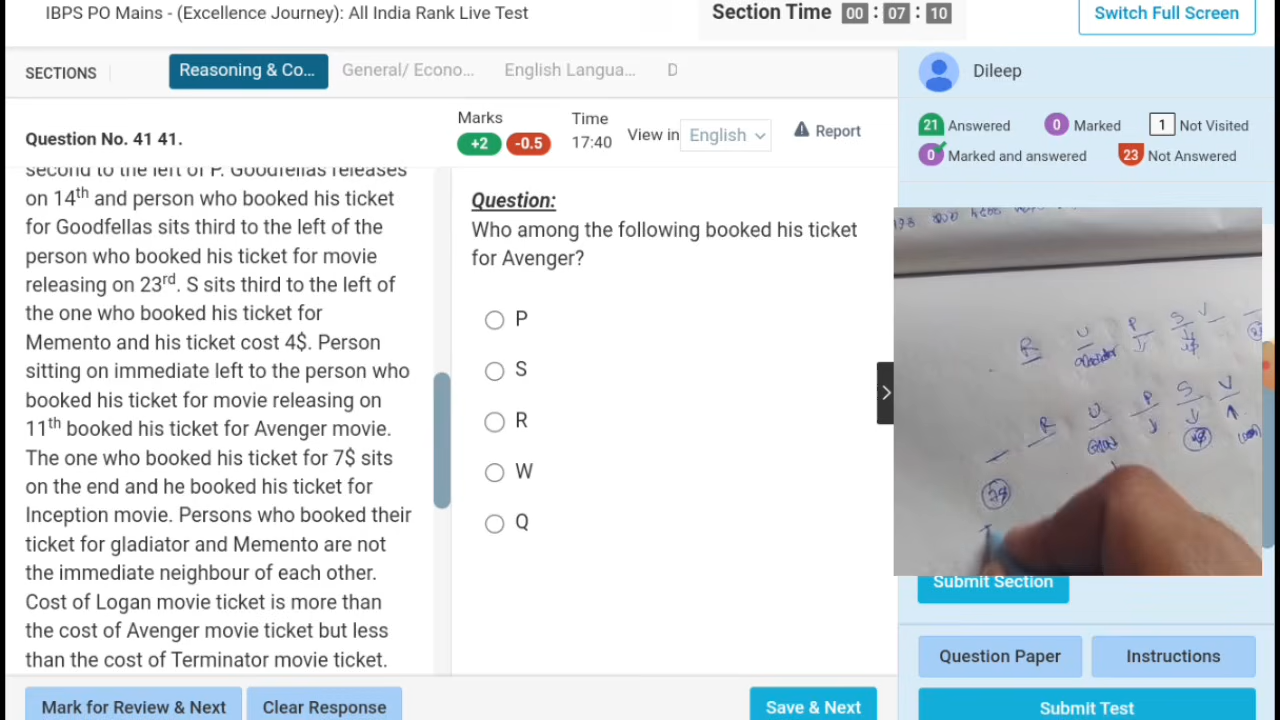 IBPS PO Mains - (Excellence Journey): All India Rank Live Test
Section Time 00 : 07 : 10
Switch Full Screen
SECTIONS
Reasoning & Co...
General/ Econo...
English Langua...
D
Dileep
Question No. 41 41.
Marks
+2 -0.5
Time
17:40
View in English
Report
21 Answered
0 Marked
1 Not Visited
0 Marked and answered
23 Not Answered
second to the left of P. Goodfellas releases
on 14th and person who booked his ticket
for Goodfellas sits third to the left of the
person who booked his ticket for movie
releasing on 23rd. S sits third to the left of
the one who booked his ticket for
Memento and his ticket cost 4$. Person
sitting on immediate left to the person who
booked his ticket for movie releasing on
11th booked his ticket for Avenger movie.
The one who booked his ticket for 7$ sits
on the end and he booked his ticket for
Inception movie. Persons who booked their
ticket for gladiator and Memento are not
the immediate neighbour of each other.
Cost of Logan movie ticket is more than
the cost of Avenger movie ticket but less
than the cost of Terminator movie ticket.
Question:
Who among the following booked his ticket
for Avenger?
P
S
R
W
Q
R U P S V
R U P S V
7$ 4$
Submit Section
Question Paper
Instructions
Mark for Review & Next
Clear Response
Save & Next
Submit Test